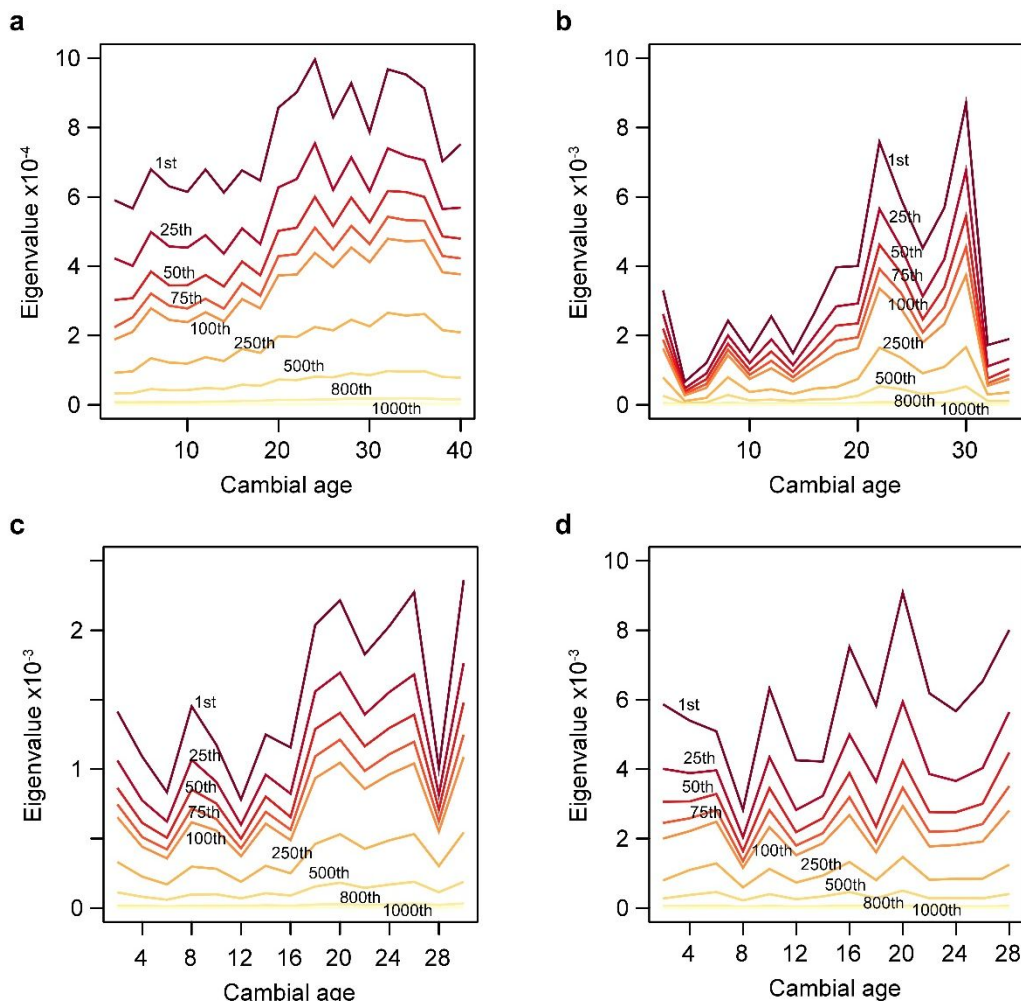 a
Eigenvalue x10⁻⁴
10
8
6
4
2
0
1st
25th
50th
75th
100th
250th
500th
800th
1000th
10 20 30 40
Cambial age
b
Eigenvalue x10⁻³
10
8
6
4
2
0
1st
25th
50th
75th
100th
250th
500th
800th
1000th
10 20 30
Cambial age
c
Eigenvalue x10⁻³
2
1
0
1st
25th
50th
75th
100th
250th
500th
800th
1000th
4 8 12 16 20 24 28
Cambial age
d
Eigenvalue x10⁻³
10
8
6
4
2
0
1st
25th
50th
75th
100th
250th
500th
800th
1000th
4 8 12 16 20 24 28
Cambial age